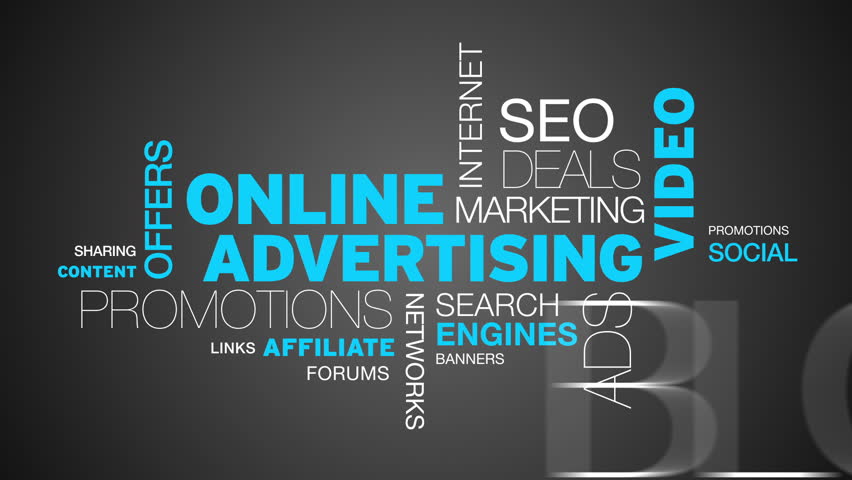 INTERNET
SEO
DEALS
MARKETING
VIDEO
OFFERS
ONLINE
ADVERTISING
PROMOTIONS
SOCIAL
SHARING
CONTENT
PROMOTIONS
LINKS AFFILIATE
FORUMS
NETWORKS
SEARCH
ENGINES
BANNERS
ADS